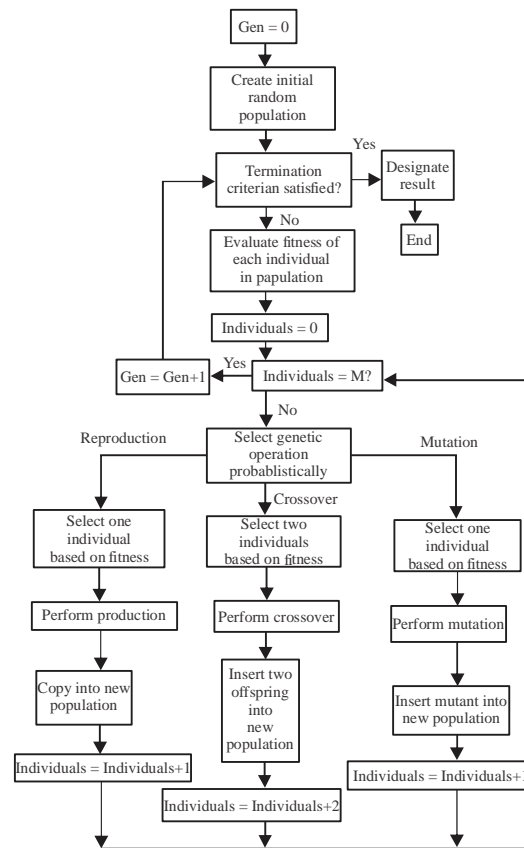 Gen = 0
Create initial
random
population
Yes
Termination
criterian satisfied?
Designate
result
No
End
Evaluate fitness of
each individual
in papulation
Individuals = 0
Gen = Gen+1
Yes
Individuals = M?
No
Reproduction
Select genetic
operation
probablistically
Mutation
Crossover
Select one
individual
based on fitness
Select two
individuals
based on fitness
Select one
individual
based on fitness
Perform production
Perform crossover
Perform mutation
Copy into new
population
Insert two
offspring
into
new
population
Insert mutant into
new population
Individuals = Individuals+1
Individuals = Individuals+2
Individuals = Individuals+1